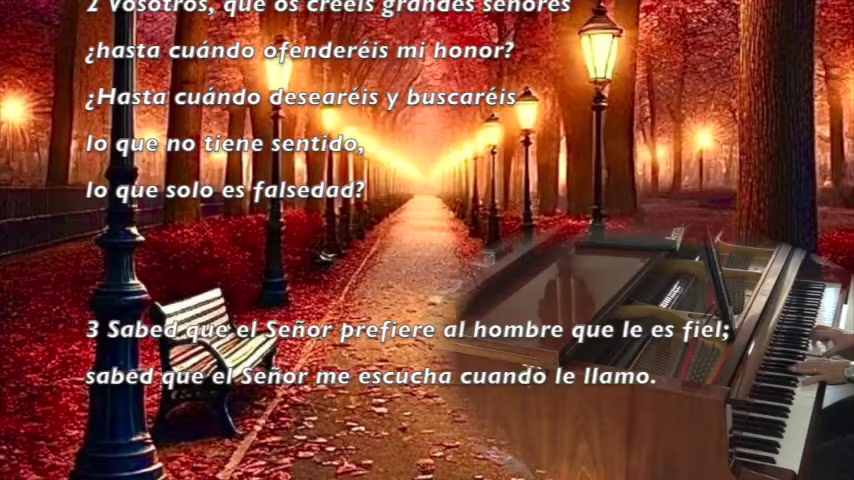 2 Vosotros, que os creéis grandes señores
¿hasta cuándo ofenderéis mi honor?
¿Hasta cuándo desearéis y buscaréis
lo que no tiene sentido,
lo que solo es falsedad?
3 Sabed que el Señor prefiere al hombre que le es fiel;
sabed que el Señor me escucha cuando le llamo.